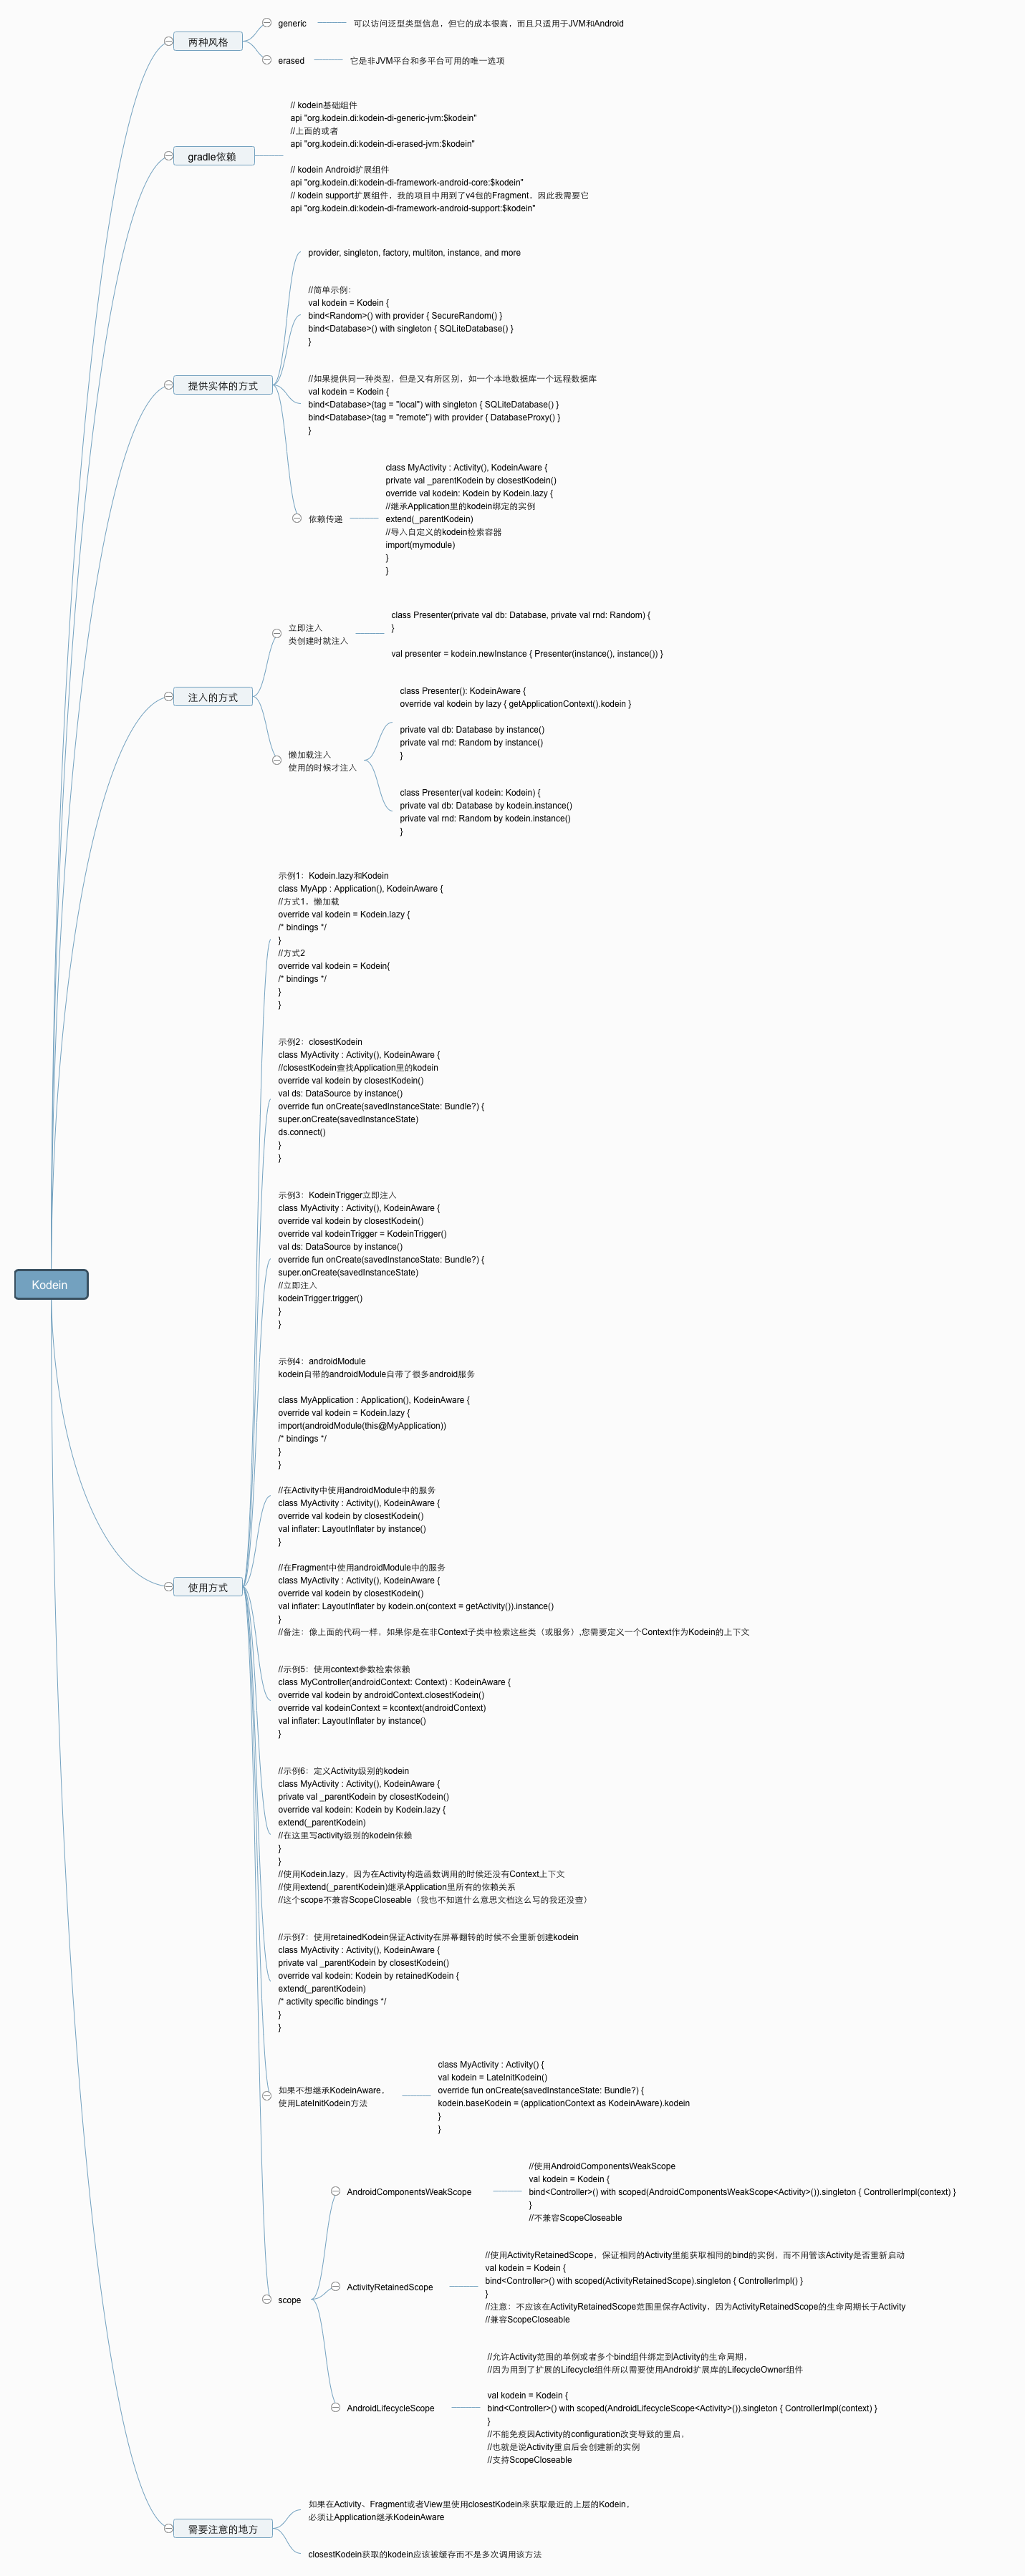 Kodein
两种风格
generic
可以访问泛型类型信息，但它的成本很高，而且只适用于JVM和Android
erased
它是非JVM平台和多平台可用的唯一选项
gradle依赖
// kodein基础组件
api "org.kodein.di:kodein-di-generic-jvm:$kodein"
//上面的或者
api "org.kodein.di:kodein-di-erased-jvm:$kodein"
// kodein Android扩展组件
api "org.kodein.di:kodein-di-framework-android-core:$kodein"
// kodein support扩展组件，我的项目中用到了v4包的Fragment，因此我需要它
api "org.kodein.di:kodein-di-framework-android-support:$kodein"
提供实体的方式
provider, singleton, factory, multiton, instance, and more
//简单示例：
val kodein = Kodein {
bind<Random>() with provider { SecureRandom() }
bind<Database>() with singleton { SQLiteDatabase() }
}
//如果提供同一种类型，但是又有所区别，如一个本地数据库一个远程数据库
val kodein = Kodein {
bind<Database>(tag = "local") with singleton { SQLiteDatabase() }
bind<Database>(tag = "remote") with provider { DatabaseProxy() }
}
依赖传递
class MyActivity : Activity(), KodeinAware {
private val _parentKodein by closestKodein()
override val kodein: Kodein by Kodein.lazy {
//继承Application里的kodein绑定的实例
extend(_parentKodein)
//导入自定义的kodein检索容器
import(mymodule)
}
}
注入的方式
立即注入
类创建时就注入
class Presenter(private val db: Database, private val rnd: Random) {
}
val presenter = kodein.newInstance { Presenter(instance(), instance()) }
懒加载注入
使用的时候才注入
class Presenter(): KodeinAware {
override val kodein by lazy { getApplicationContext().kodein }
private val db: Database by instance()
private val rnd: Random by instance()
}
class Presenter(val kodein: Kodein) {
private val db: Database by kodein.instance()
private val rnd: Random by kodein.instance()
}
使用方式
示例1：Kodein.lazy和Kodein
class MyApp : Application(), KodeinAware {
//方式1，懒加载
override val kodein = Kodein.lazy {
/* bindings */
}
//方式2
override val kodein = Kodein{
/* bindings */
}
}
示例2：closestKodein
class MyActivity : Activity(), KodeinAware {
//closestKodein查找Application里的kodein
override val kodein by closestKodein()
val ds: DataSource by instance()
override fun onCreate(savedInstanceState: Bundle?) {
super.onCreate(savedInstanceState)
ds.connect()
}
}
示例3：KodeinTrigger立即注入
class MyActivity : Activity(), KodeinAware {
override val kodein by closestKodein()
override val kodeinTrigger = KodeinTrigger()
val ds: DataSource by instance()
override fun onCreate(savedInstanceState: Bundle?) {
super.onCreate(savedInstanceState)
//立即注入
kodeinTrigger.trigger()
}
}
示例4：androidModule
kodein自带的androidModule自带了很多android服务
class MyApplication : Application(), KodeinAware {
override val kodein = Kodein.lazy {
import(androidModule(this@MyApplication))
/* bindings */
}
}
//在Activity中使用androidModule中的服务
class MyActivity : Activity(), KodeinAware {
override val kodein by closestKodein()
val inflater: LayoutInflater by instance()
}
//在Fragment中使用androidModule中的服务
class MyActivity : Activity(), KodeinAware {
override val kodein by closestKodein()
val inflater: LayoutInflater by kodein.on(context = getActivity()).instance()
}
//备注：像上面的代码一样，如果你是在非Context子类中检索这些类（或服务）,您需要定义一个Context作为Kodein的上下文
//示例5：使用context参数检索依赖
class MyController(androidContext: Context) : KodeinAware {
override val kodein by androidContext.closestKodein()
override val kodeinContext = kcontext(androidContext)
val inflater: LayoutInflater by instance()
}
//示例6：定义Activity级别的kodein
class MyActivity : Activity(), KodeinAware {
private val _parentKodein by closestKodein()
override val kodein: Kodein by Kodein.lazy {
extend(_parentKodein)
//在这里写activity级别的kodein依赖
}
}
//使用Kodein.lazy，因为在Activity构造函数调用的时候还没有Context上下文
//使用extend(_parentKodein)继承Application里所有的依赖关系
//这个scope不兼容ScopeCloseable（我也不知道什么意思文档这么写的我还没查）
//示例7：使用retainedKodein保证Activity在屏幕翻转的时候不会重新创建kodein
class MyActivity : Activity(), KodeinAware {
private val _parentKodein by closestKodein()
override val kodein: Kodein by retainedKodein {
extend(_parentKodein)
/* activity specific bindings */
}
}
如果不想继承KodeinAware，
使用LateInitKodein方法
class MyActivity : Activity() {
val kodein = LateInitKodein()
override fun onCreate(savedInstanceState: Bundle?) {
kodein.baseKodein = (applicationContext as KodeinAware).kodein
}
}
scope
AndroidComponentsWeakScope
//使用AndroidComponentsWeakScope
val kodein = Kodein {
bind<Controller>() with scoped(AndroidComponentsWeakScope<Activity>()).singleton { ControllerImpl(context) }
}
//不兼容ScopeCloseable
ActivityRetainedScope
//使用ActivityRetainedScope，保证相同的Activity里能获取相同的bind的实例，而不用管该Activity是否重新启动
val kodein = Kodein {
bind<Controller>() with scoped(ActivityRetainedScope).singleton { ControllerImpl() }
}
//注意：不应该在ActivityRetainedScope范围里保存Activity，因为ActivityRetainedScope的生命周期长于Activity
//兼容ScopeCloseable
AndroidLifecycleScope
//允许Activity范围的单例或者多个bind组件绑定到Activity的生命周期，
//因为用到了扩展的Lifecycle组件所以需要使用Android扩展库的LifecycleOwner组件
val kodein = Kodein {
bind<Controller>() with scoped(AndroidLifecycleScope<Activity>()).singleton { ControllerImpl(context) }
}
//不能免疫因Activity的configuration改变导致的重启，
//也就是说Activity重启后会创建新的实例
//支持ScopeCloseable
需要注意的地方
如果在Activity、Fragment或者View里使用closestKodein来获取最近的上层的Kodein，
必须让Application继承KodeinAware
closestKodein获取的kodein应该被缓存而不是多次调用该方法